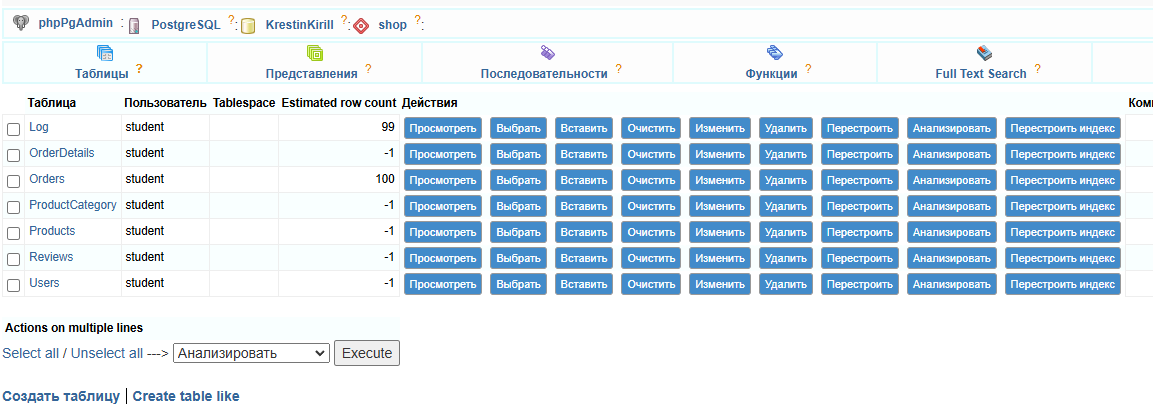 phpPgAdmin : PostgreSQL ?: KrestinKirill ?: shop ?:
Таблицы ? Представления ? Последовательности ? Функции ? Full Text Search ?
Таблица Пользователь Tablespace Estimated row count Действия
Log student 99 Просмотреть Выбрать Вставить Очистить Изменить Удалить Перестроить Анализировать Перестроить индекс
OrderDetails student -1 Просмотреть Выбрать Вставить Очистить Изменить Удалить Перестроить Анализировать Перестроить индекс
Orders student 100 Просмотреть Выбрать Вставить Очистить Изменить Удалить Перестроить Анализировать Перестроить индекс
ProductCategory student -1 Просмотреть Выбрать Вставить Очистить Изменить Удалить Перестроить Анализировать Перестроить индекс
Products student -1 Просмотреть Выбрать Вставить Очистить Изменить Удалить Перестроить Анализировать Перестроить индекс
Reviews student -1 Просмотреть Выбрать Вставить Очистить Изменить Удалить Перестроить Анализировать Перестроить индекс
Users student -1 Просмотреть Выбрать Вставить Очистить Изменить Удалить Перестроить Анализировать Перестроить индекс
Actions on multiple lines
Select all / Unselect all ---> Анализировать Execute
Создать таблицу | Create table like